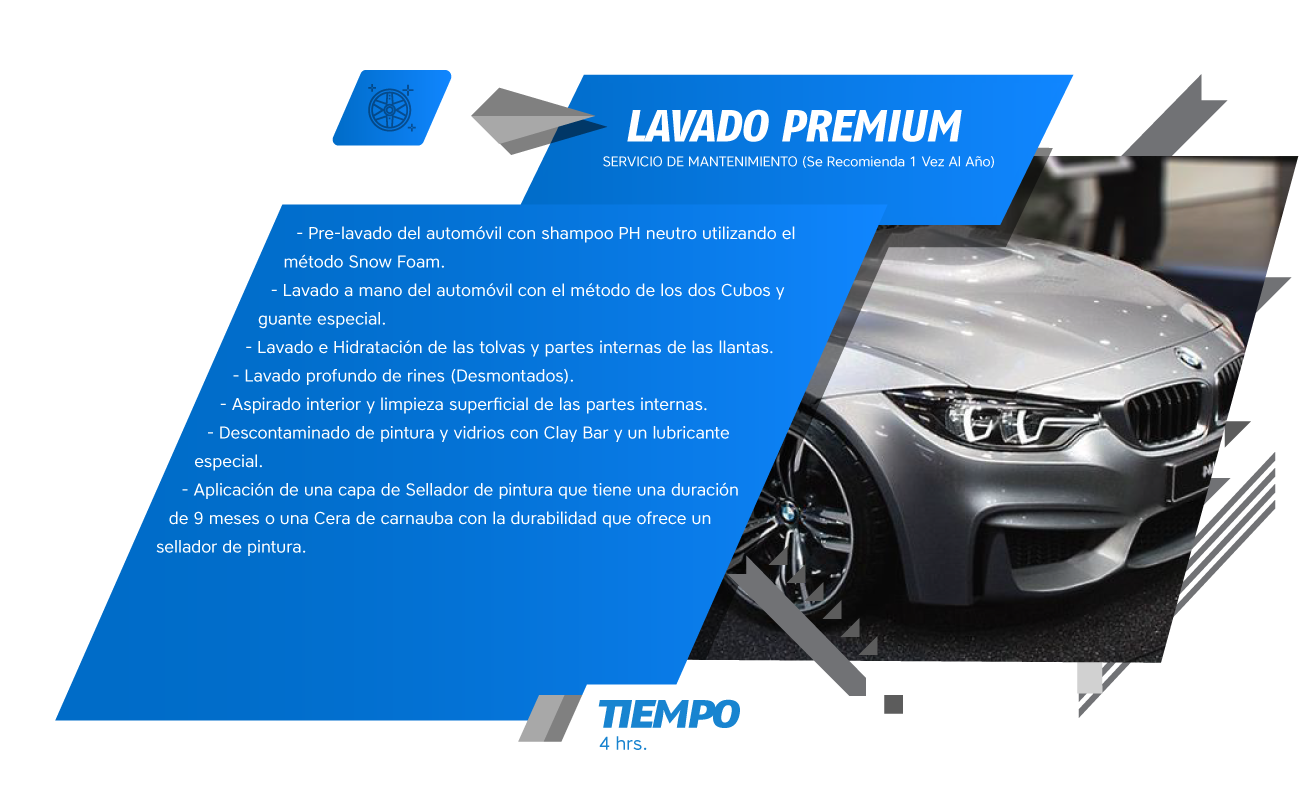 LAVADO PREMIUM
SERVICIO DE MANTENIMIENTO (Se Recomienda 1 Vez Al Año)
- Pre-lavado del automóvil con shampoo PH neutro utilizando el
método Snow Foam.
- Lavado a mano del automóvil con el método de los dos Cubos y
guante especial.
- Lavado e Hidratación de las tolvas y partes internas de las llantas.
- Lavado profundo de rines (Desmontados).
- Aspirado interior y limpieza superficial de las partes internas.
- Descontaminado de pintura y vidrios con Clay Bar y un lubricante
especial.
- Aplicación de una capa de Sellador de pintura que tiene una duración
de 9 meses o una Cera de carnauba con la durabilidad que ofrece un
sellador de pintura.
TIEMPO
4 hrs.